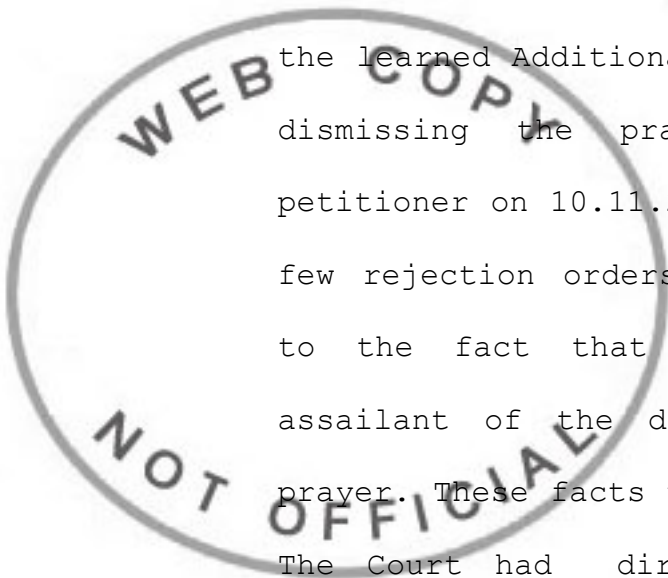 WEB COPY
the learned Additiona
dismissing the pra
petitioner on 10.11.
few rejection orders
to the fact that
assailant of the d
prayer. These facts
The Court had dir
NOT OFFICIAL